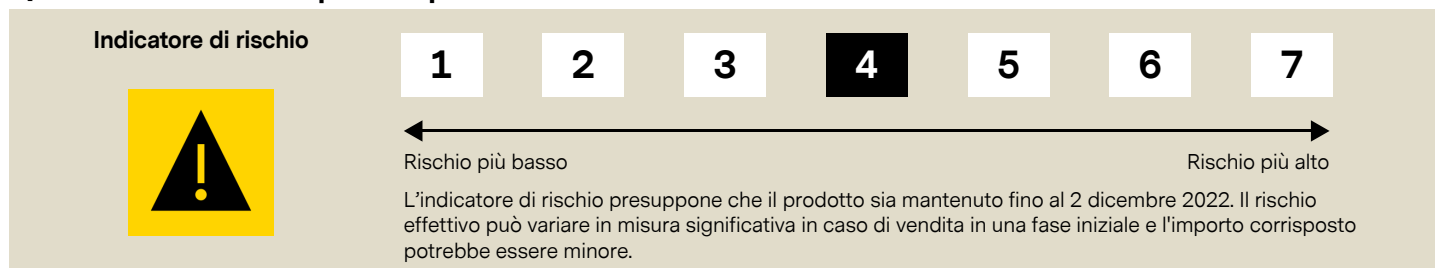 Indicatore di rischio
1 2 3 4 5 6 7
Rischio più basso Rischio più alto
L'indicatore di rischio presuppone che il prodotto sia mantenuto fino al 2 dicembre 2022. Il rischio
effettivo può variare in misura significativa in caso di vendita in una fase iniziale e l'importo corrisposto
potrebbe essere minore.